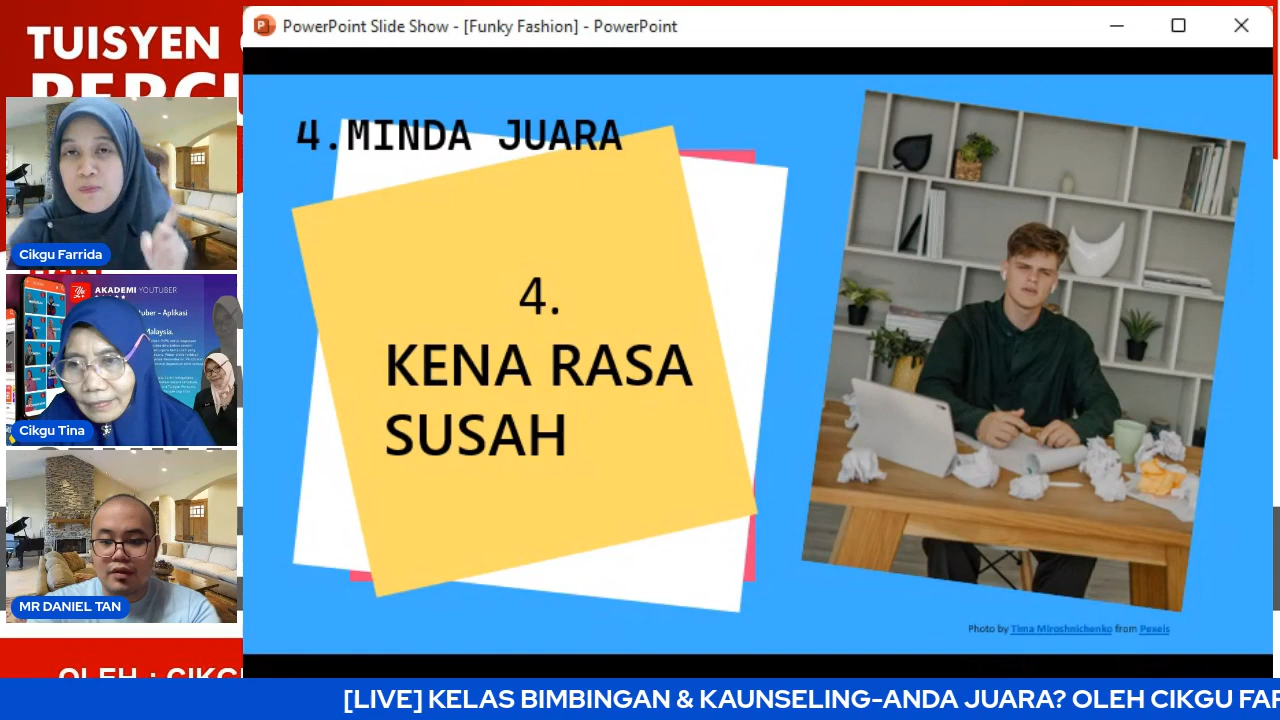 TUISYEN
PowerPoint Slide Show - [Funky Fashion] - PowerPoint
4.MINDA JUARA
4.
KENA RASA
SUSAH
Photo by Tima Miroshnichenko from Pexels
Cikgu Farrida
AKADEMI YOUTUBER
Malaysia.
Cikgu Tina
MR DANIEL TAN
OLEH : CIKG
[LIVE] KELAS BIMBINGAN & KAUNSELING-ANDA JUARA? OLEH CIKGU FAR